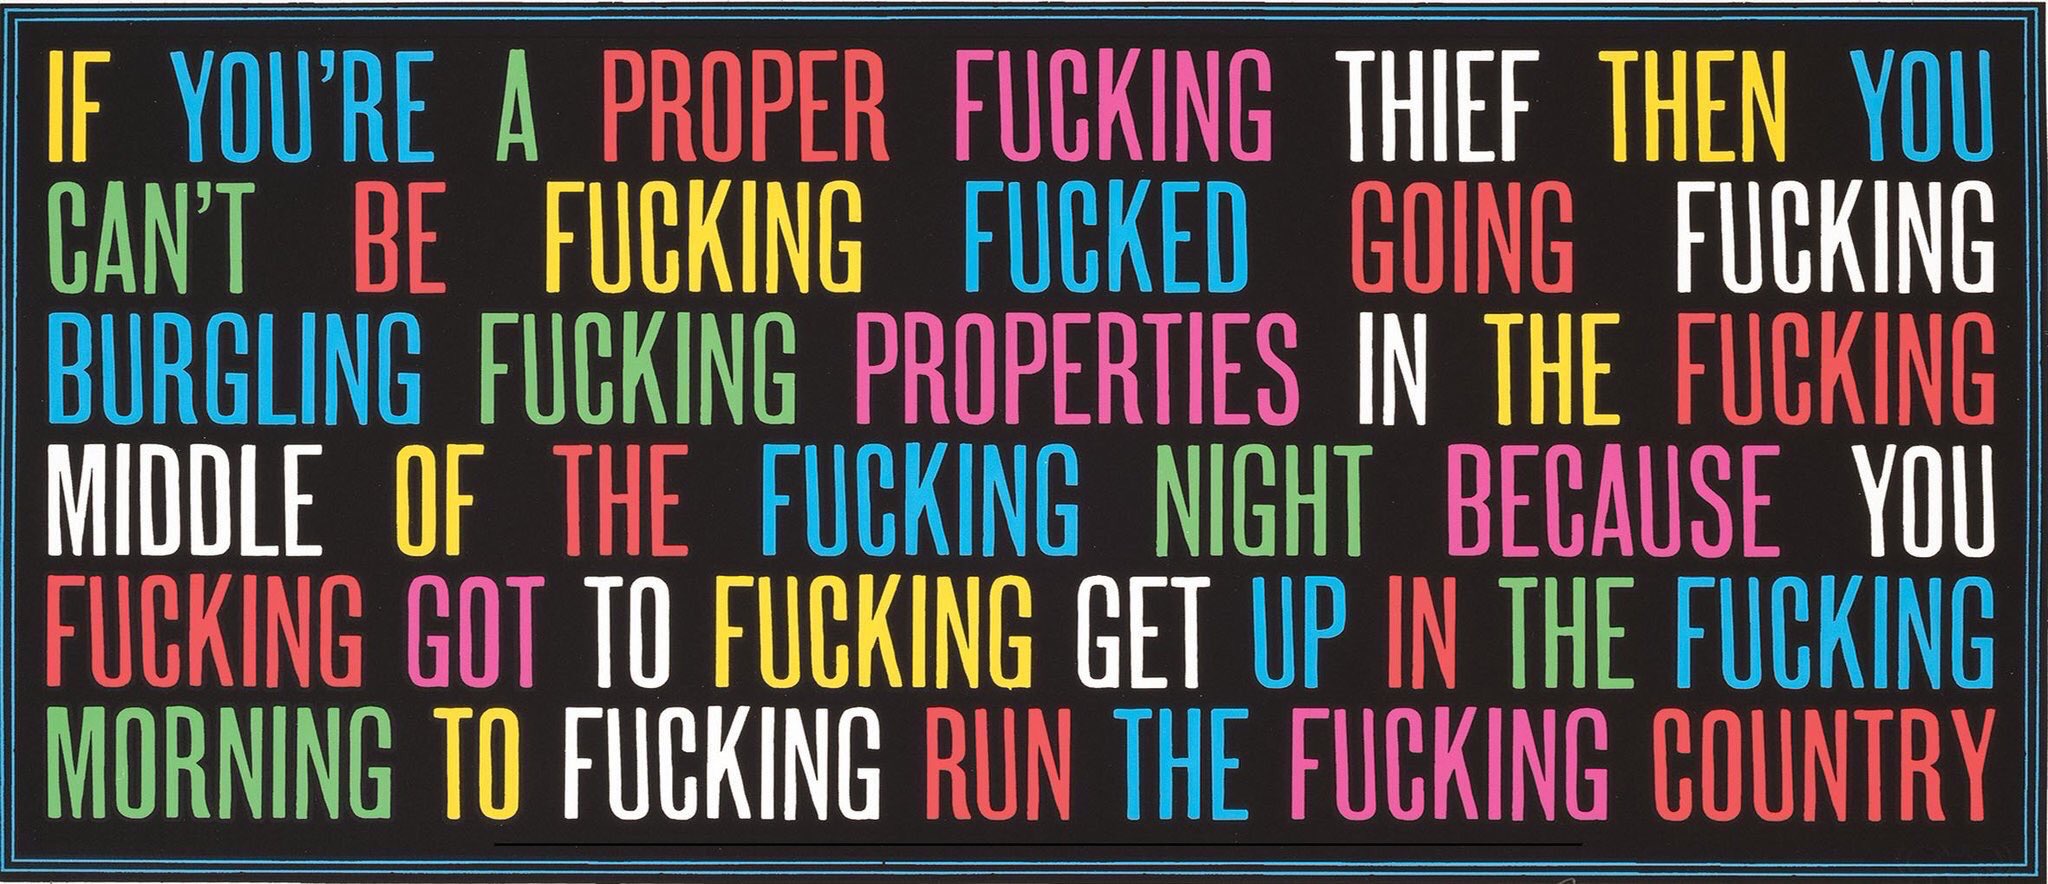 IF YOU'RE A PROPER FUCKING THIEF THEN YOU
CAN'T BE FUCKING FUCKED GOING FUCKING
BURGLING FUCKING PROPERTIES IN THE FUCKING
MIDDLE OF THE FUCKING NIGHT BECAUSE YOU
FUCKING GOT TO FUCKING GET UP IN THE FUCKING
MORNING TO FUCKING RUN THE FUCKING COUNTRY